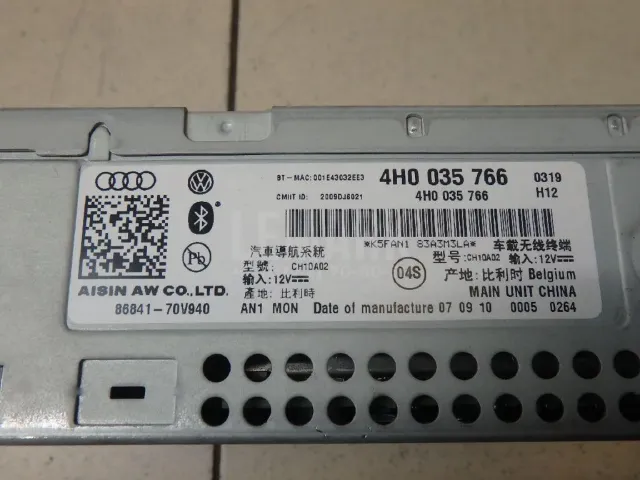 BT-MAC:001E43032EE3 4H0 035 766 0319
CMIIT ID: 2009DJ6021 4H0 035 766 H12
*K5FAN1 83A3M3LA* 车载无线终端
汽車導航系統
型號: CH10A02 04S 型号:CH10A02 输入:12V
输入:12V 产地:比利时 Belgium
產地:比利時 MAIN UNIT CHINA
Pb
AISIN AW CO.,LTD.
86841-70V940 AN1 MON Date of manufacture 07 09 10 0005 0264